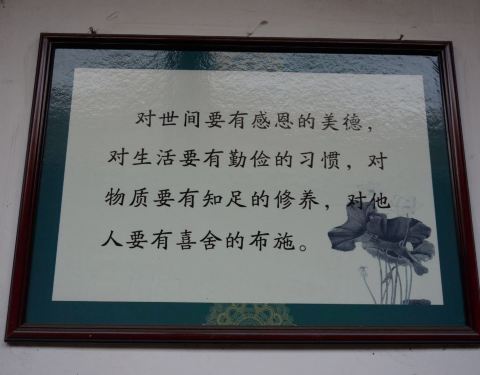 对世间要有感恩的美德，
对生活要有勤俭的习惯，对
物质要有知足的修养，对他
人要有喜舍的布施。